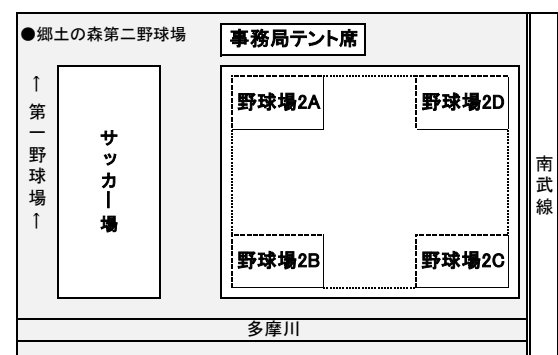 ●郷土の森第二野球場
事務局テント席
↑第一野球場↑
サッカー場
野球場2A
野球場2D
野球場2B
野球場2C
南武線
多摩川